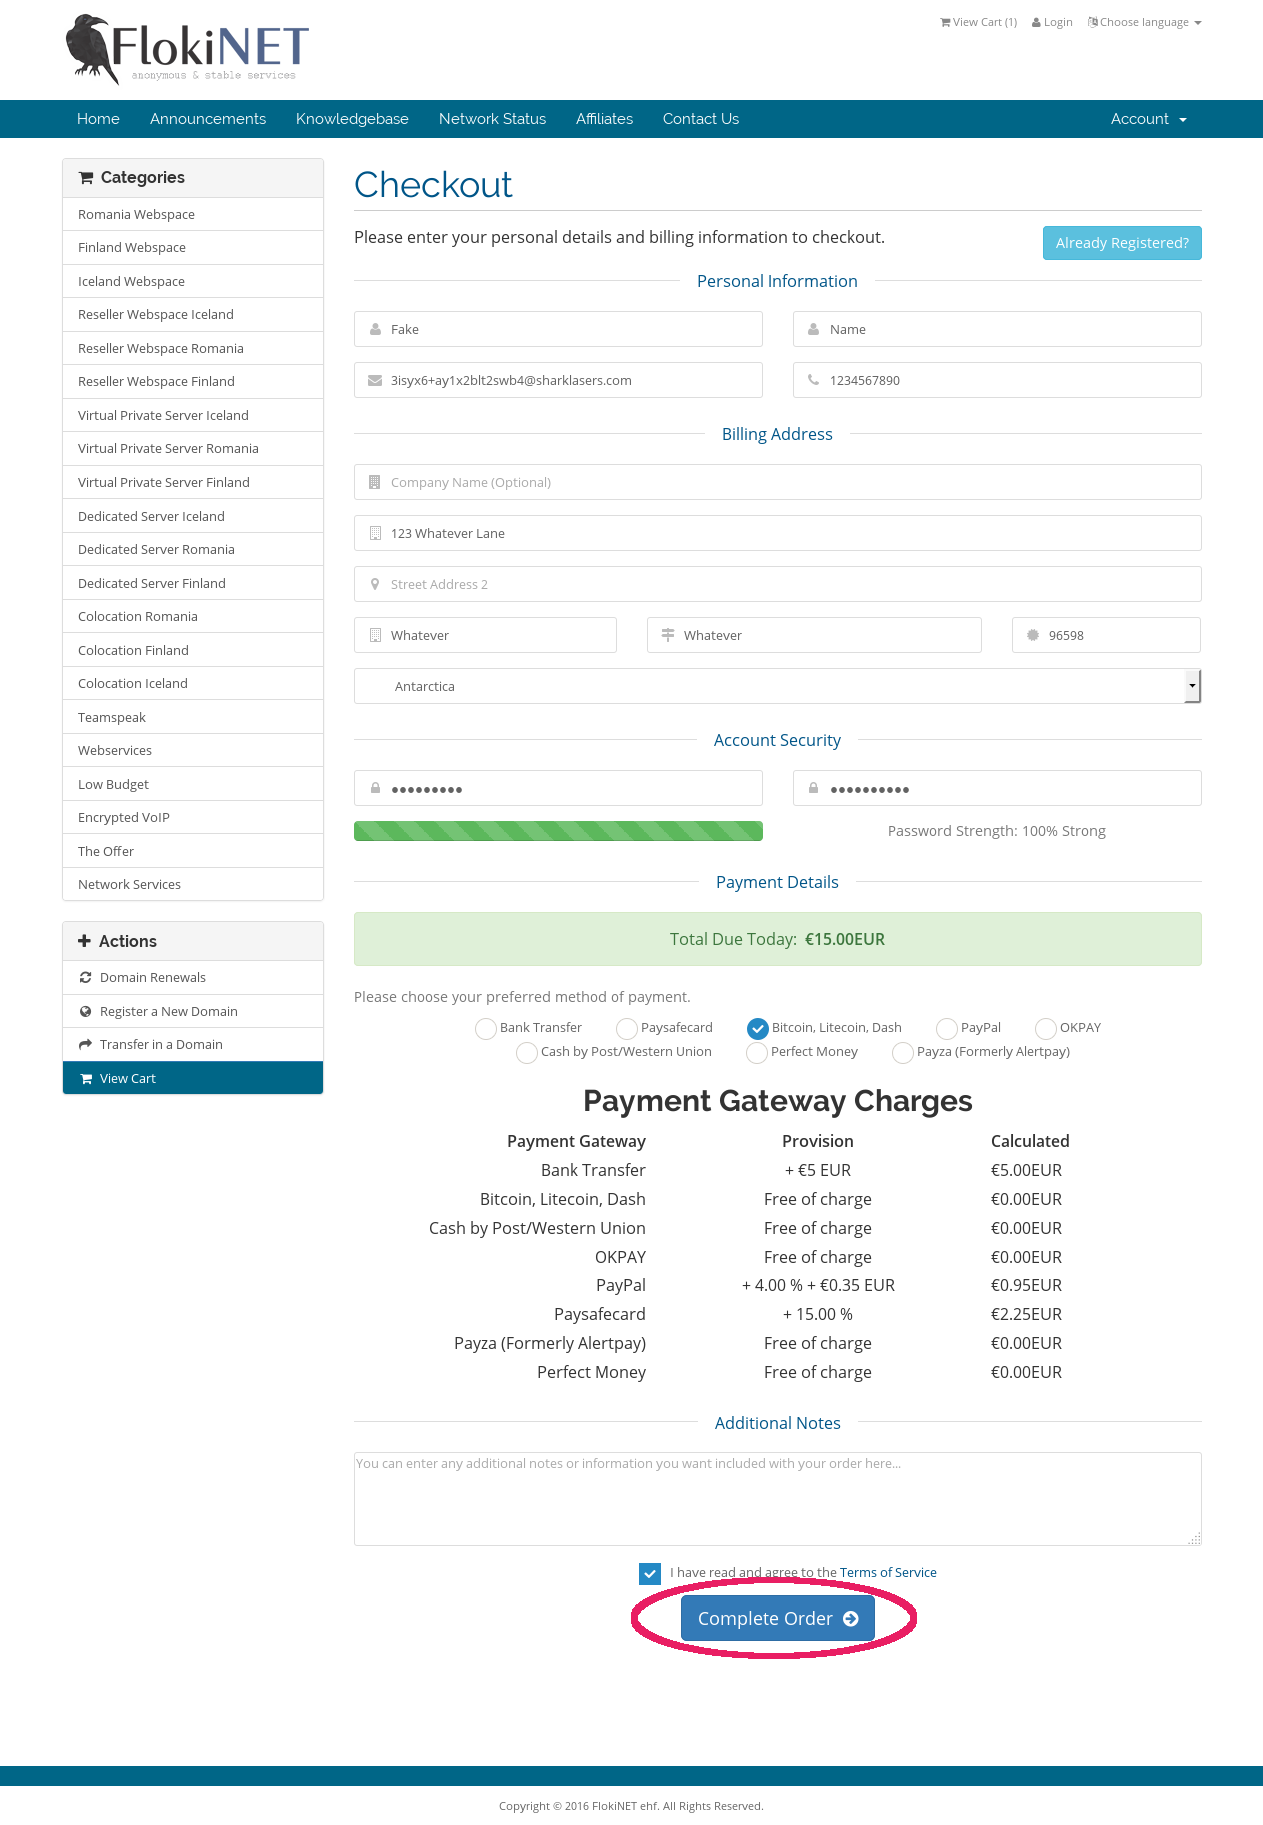 FlokiNET
anonymous & stable services
View Cart (1) Login Choose language
Home Announcements Knowledgebase Network Status Affiliates Contact Us Account
Categories
Romania Webspace
Finland Webspace
Iceland Webspace
Reseller Webspace Iceland
Reseller Webspace Romania
Reseller Webspace Finland
Virtual Private Server Iceland
Virtual Private Server Romania
Virtual Private Server Finland
Dedicated Server Iceland
Dedicated Server Romania
Dedicated Server Finland
Colocation Romania
Colocation Finland
Colocation Iceland
Teamspeak
Webservices
Low Budget
Encrypted VoIP
The Offer
Network Services
Actions
Domain Renewals
Register a New Domain
Transfer in a Domain
View Cart
Checkout
Please enter your personal details and billing information to checkout.
Already Registered?
Personal Information
Fake Name
3isyx6+ay1x2blt2swb4@sharklasers.com 1234567890
Billing Address
Company Name (Optional)
123 Whatever Lane
Street Address 2
Whatever Whatever 96598
Antarctica
Account Security
●●●●●●●●● ●●●●●●●●●●
Password Strength: 100% Strong
Payment Details
Total Due Today: €15.00EUR
Please choose your preferred method of payment.
Bank Transfer Paysafecard Bitcoin, Litecoin, Dash PayPal OKPAY
Cash by Post/Western Union Perfect Money Payza (Formerly Alertpay)
Payment Gateway Charges
Payment Gateway Provision Calculated
Bank Transfer + €5 EUR €5.00EUR
Bitcoin, Litecoin, Dash Free of charge €0.00EUR
Cash by Post/Western Union Free of charge €0.00EUR
OKPAY Free of charge €0.00EUR
PayPal + 4.00 % + €0.35 EUR €0.95EUR
Paysafecard + 15.00 % €2.25EUR
Payza (Formerly Alertpay) Free of charge €0.00EUR
Perfect Money Free of charge €0.00EUR
Additional Notes
You can enter any additional notes or information you want included with your order here...
I have read and agree to the Terms of Service
Complete Order
Copyright © 2016 FlokiNET ehf. All Rights Reserved.